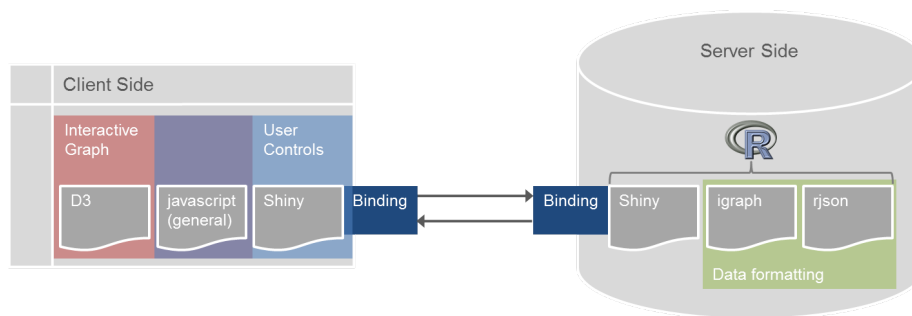 Server Side
Client Side
Interactive
Graph
User
Controls
R
D3
javascript
(general)
Shiny
Binding
Binding
Shiny
igraph
rjson
Data formatting